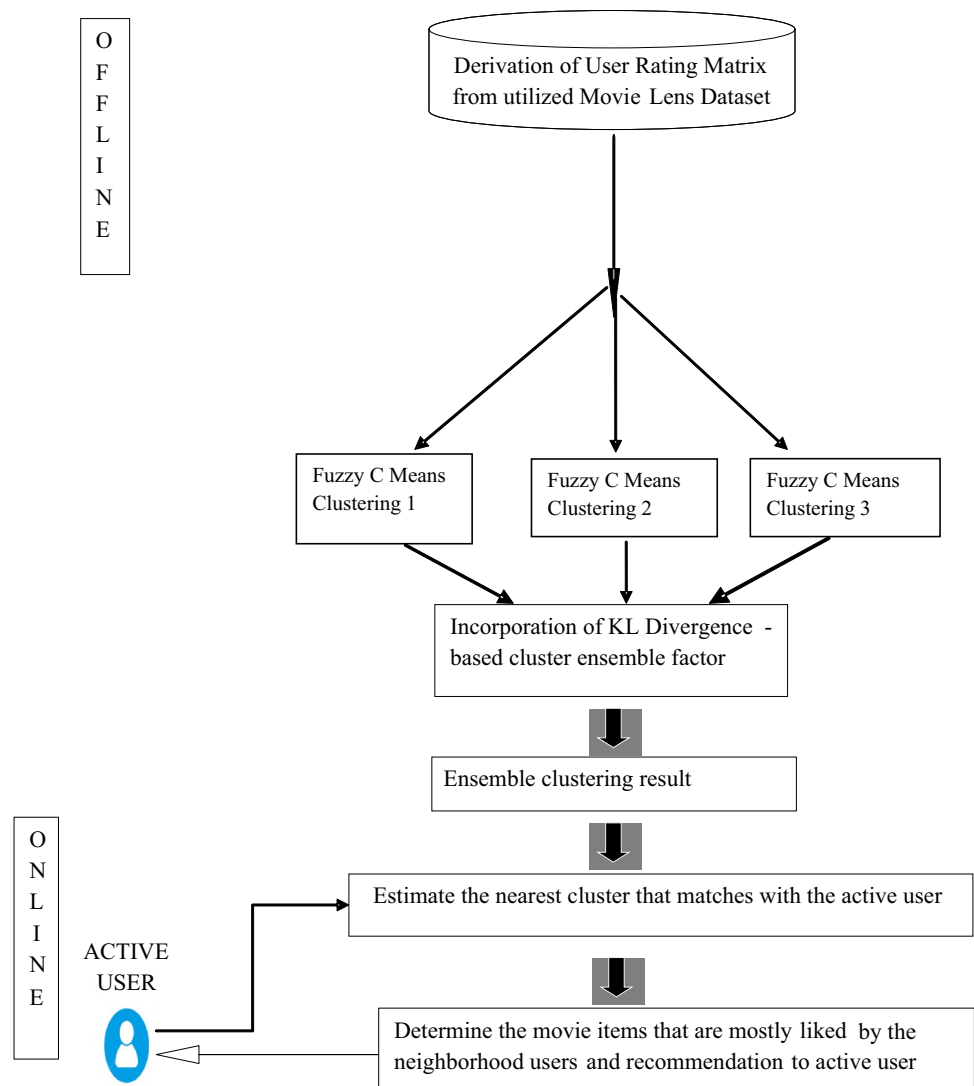 O
F
F
L
I
N
E
Derivation of User Rating Matrix
from utilized Movie Lens Dataset
Fuzzy C Means
Clustering 1
Fuzzy C Means
Clustering 2
Fuzzy C Means
Clustering 3
Incorporation of KL Divergence -
based cluster ensemble factor
Ensemble clustering result
O
N
L
I
N
E
Estimate the nearest cluster that matches with the active user
ACTIVE
USER
Determine the movie items that are mostly liked by the
neighborhood users and recommendation to active user